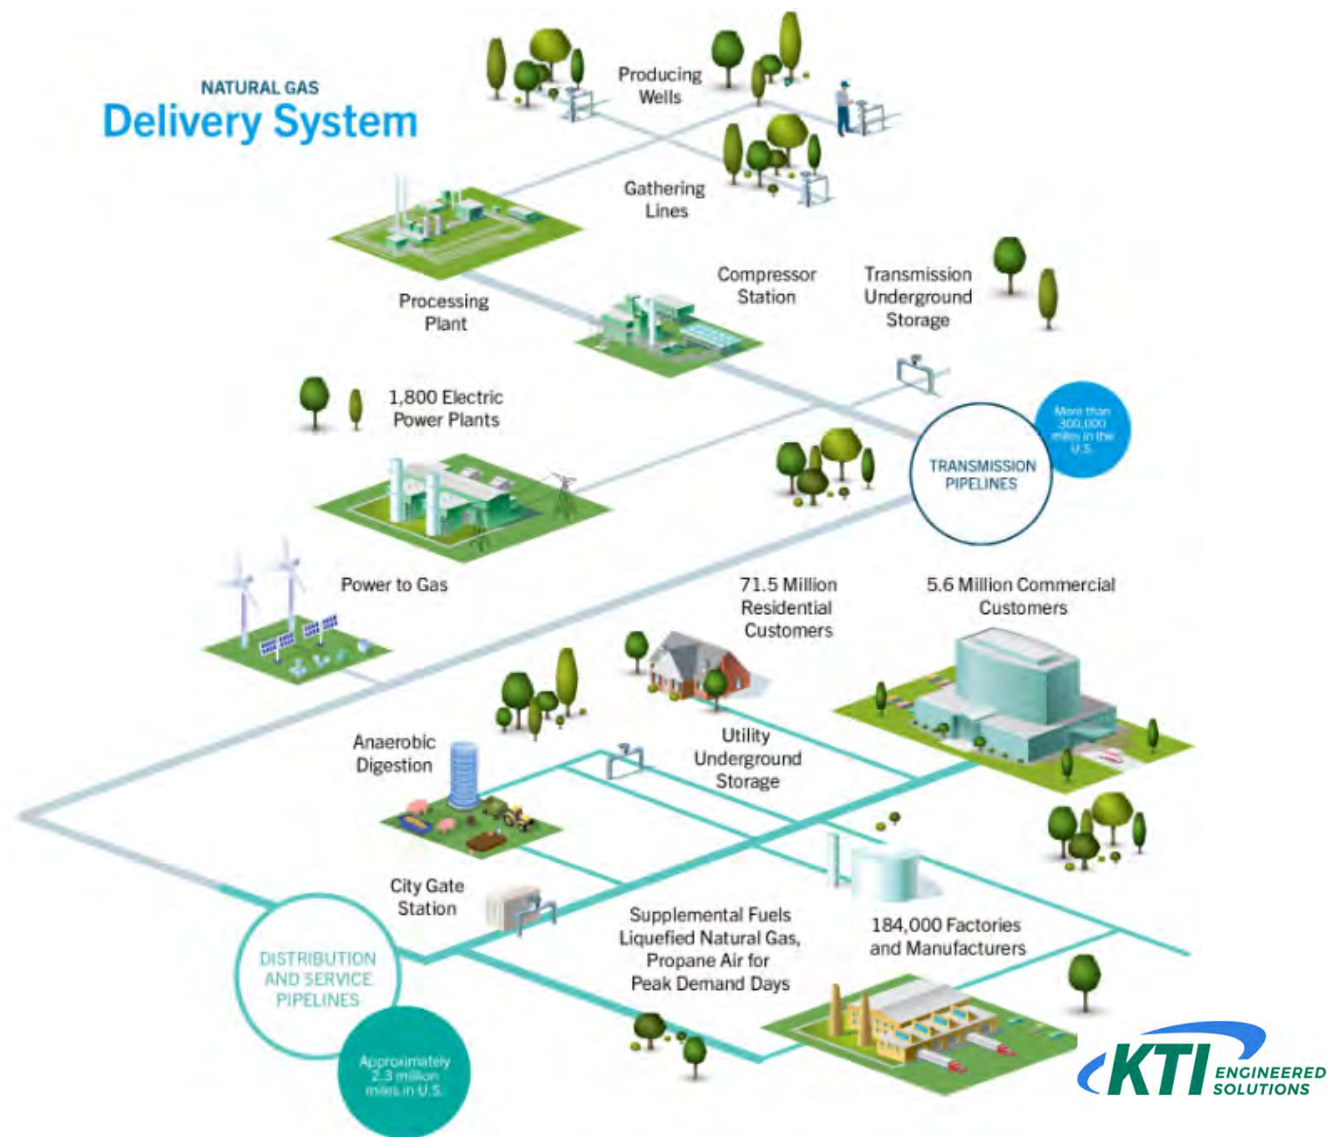 NATURAL GAS
Delivery System
Producing
Wells
Gathering
Lines
Processing
Plant
Compressor
Station
Transmission
Underground
Storage
1,800 Electric
Power Plants
More than
300,000
miles in the
U.S.
TRANSMISSION
PIPELINES
Power to Gas
71.5 Million
Residential
Customers
5.6 Million Commercial
Customers
Anaerobic
Digestion
Utility
Underground
Storage
City Gate
Station
Supplemental Fuels
Liquefied Natural Gas,
Propane Air for
Peak Demand Days
184,000 Factories
and Manufacturers
DISTRIBUTION
AND SERVICE
PIPELINES
Approximately
2.3 million
miles in U.S.
KTI ENGINEERED
SOLUTIONS